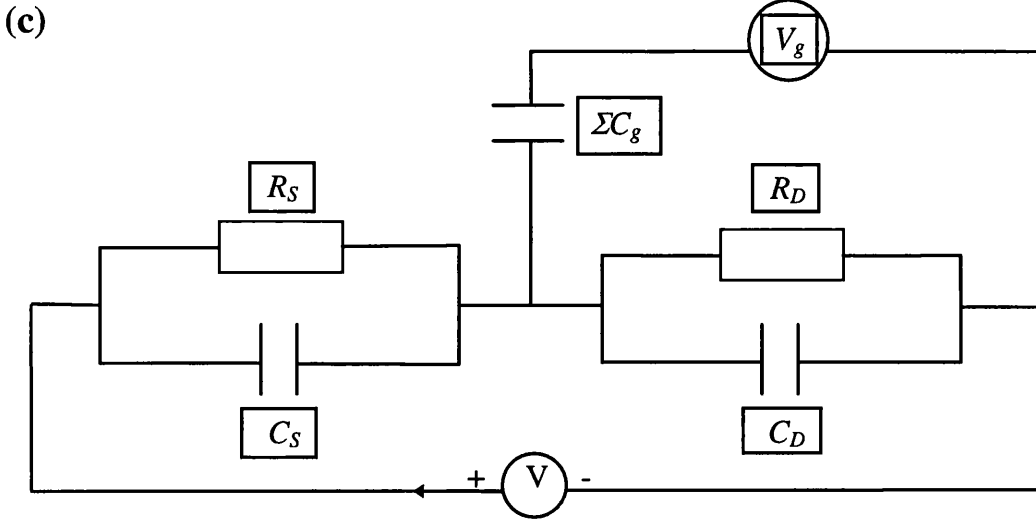 (c)
V_g
ΣC_g
R_S
R_D
C_S
C_D
+ V -